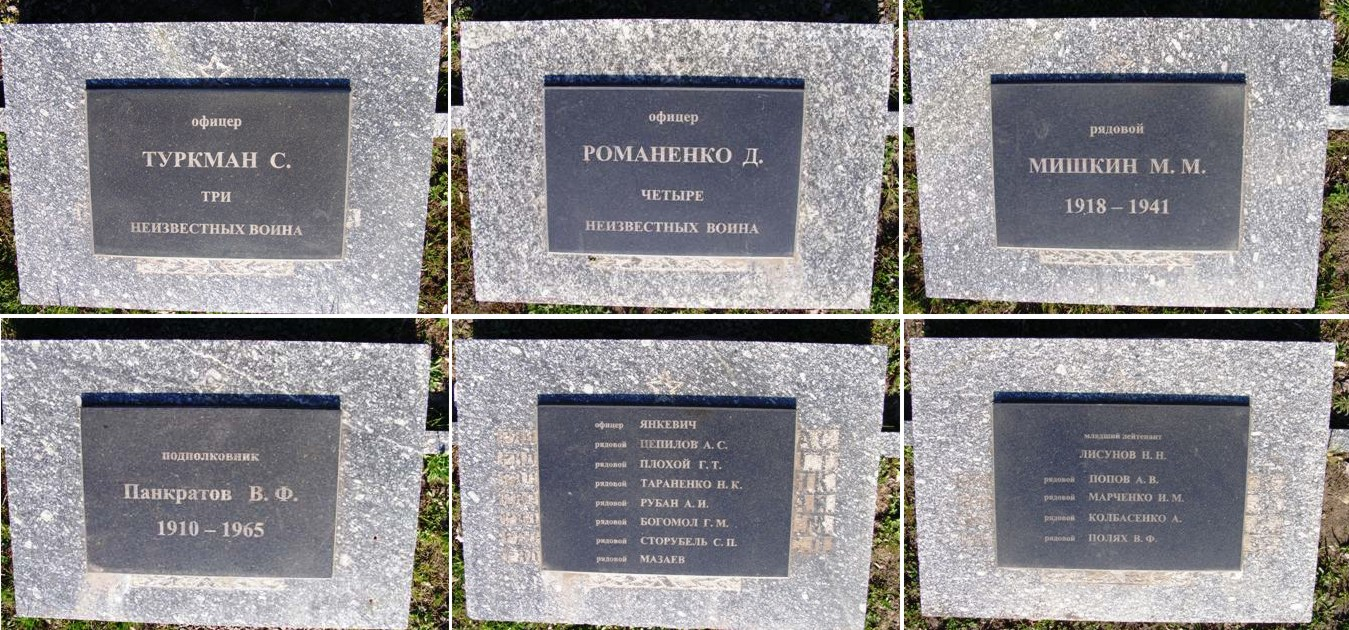 офицер
ТУРКМАН С.
ТРИ
НЕИЗВЕСТНЫХ ВОИНА
офицер
РОМАНЕНКО Д.
ЧЕТЫРЕ
НЕИЗВЕСТНЫХ ВОИНА
рядовой
МИШКИН М. М.
1918 – 1941
подполковник
Панкратов В. Ф.
1910 – 1965
офицер ЯНКЕВИЧ
рядовой ЦЕПИЛОВ А. С.
рядовой ПЛОХОЙ Г. Т.
рядовой ТАРАНЕНКО Н. К.
рядовой РУБАН А. И.
рядовой БОГОМОЛ Г. М.
рядовой СТОРУБЕЛЬ С. П.
рядовой МАЗАЕВ
младший лейтенант
ЛИСУНОВ Н. Н.
рядовой ПОПОВ А. В.
рядовой МАРЧЕНКО И. М.
рядовой КОЛБАСЕНКО А.
рядовой ПОЛЯХ В. Ф.